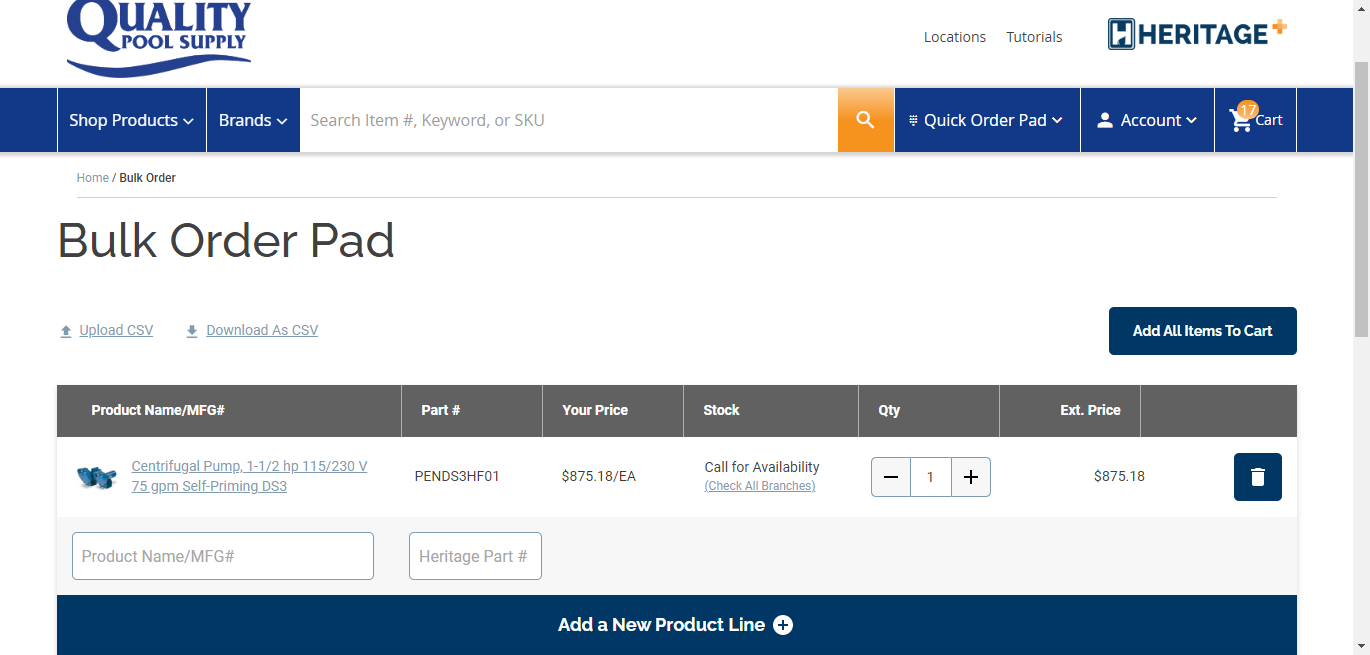 QUALITY
POOL SUPPLY
Locations
Tutorials
HERITAGE+
Shop Products
Brands
Search Item #, Keyword, or SKU
Quick Order Pad
Account
17
Cart
Home / Bulk Order
Bulk Order Pad
Upload CSV
Download As CSV
Add All Items To Cart
Product Name/MFG#
Part #
Your Price
Stock
Qty
Ext. Price
Centrifugal Pump, 1-1/2 hp 115/230 V
75 gpm Self-Priming DS3
PENDS3HF01
$875.18/EA
Call for Availability
(Check All Branches)
1
$875.18
Product Name/MFG#
Heritage Part #
Add a New Product Line